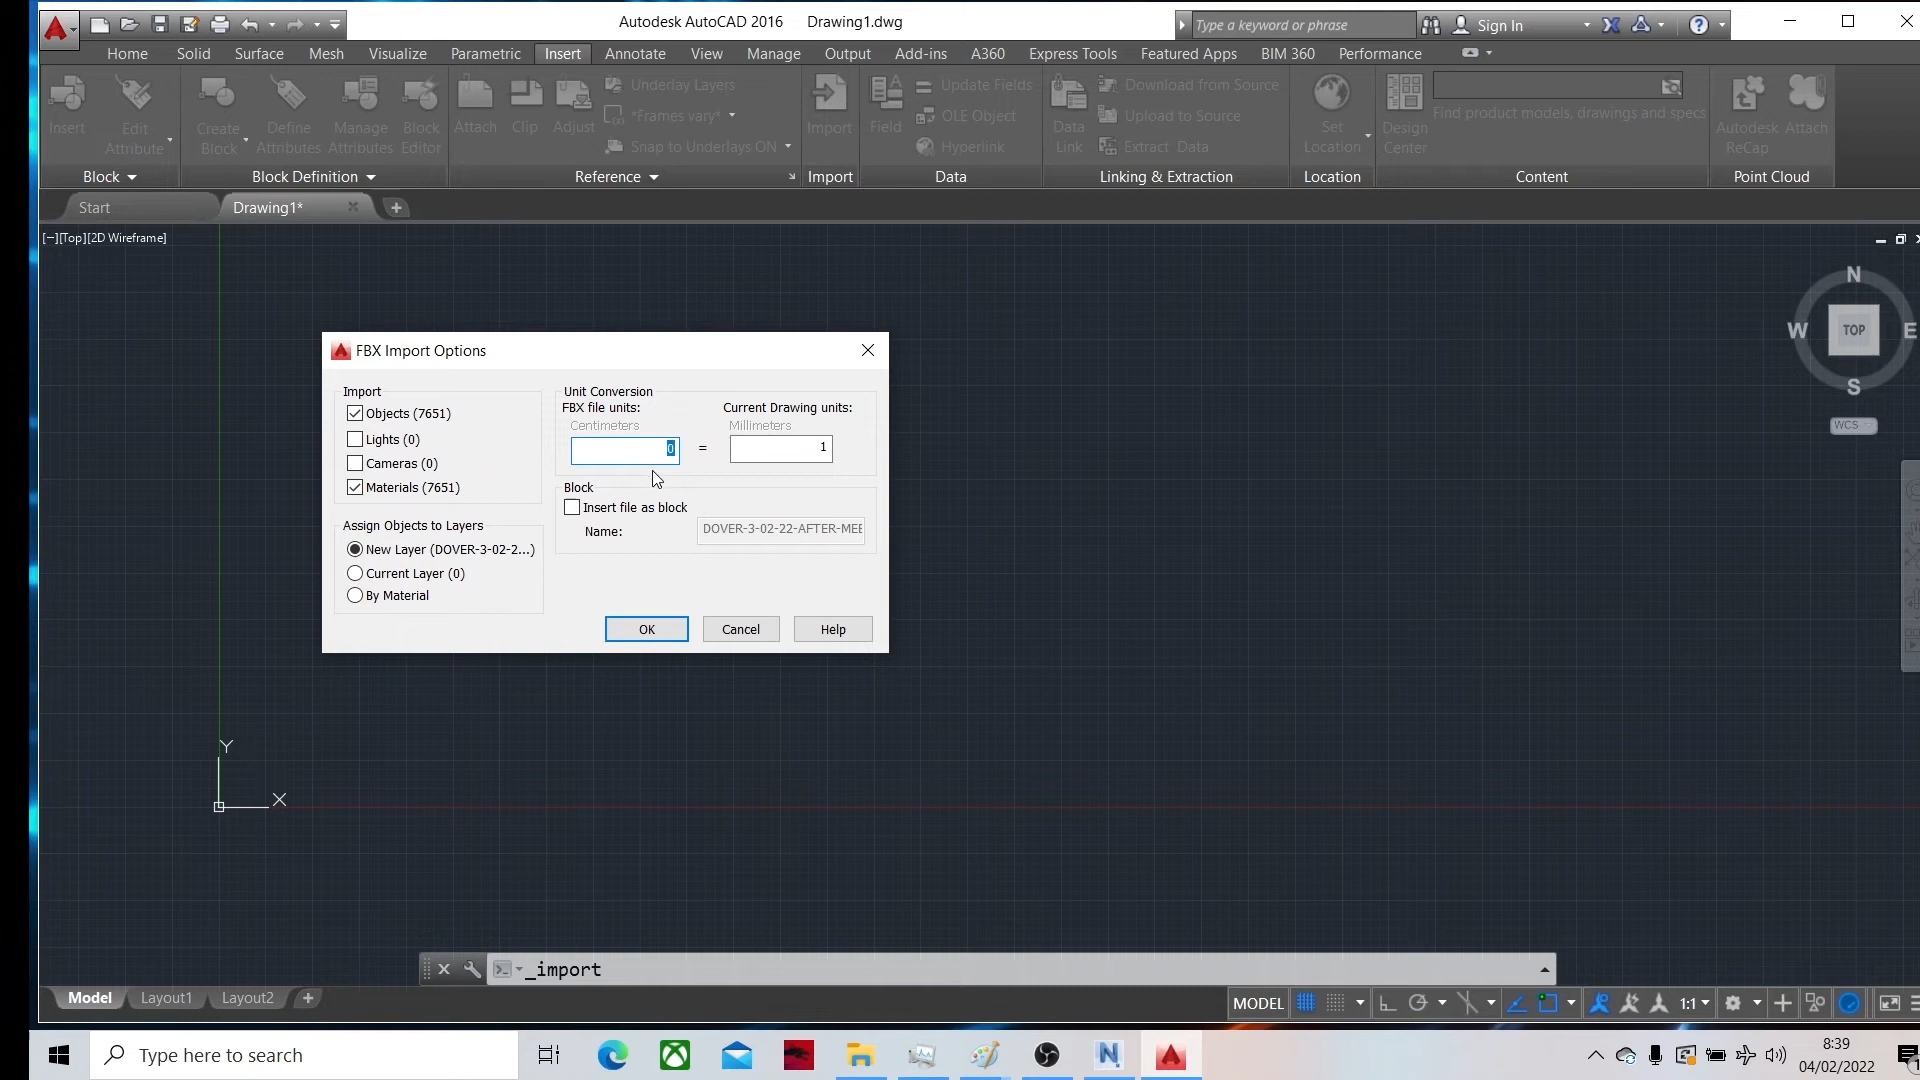 Autodesk AutoCAD 2016 Drawing1.dwg
Type a keyword or phrase
Sign In
Home Solid Surface Mesh Visualize Parametric Insert Annotate View Manage Output Add-ins A360 Express Tools Featured Apps BIM 360 Performance
Insert
Edit
Attribute
Create
Block
Define
Attributes
Manage
Attributes
Block
Editor
Attach
Clip
Adjust
Underlay Layers
*Frames vary*
Snap to Underlays ON
Import
Field
Update Fields
OLE Object
Hyperlink
Data
Link
Download from Source
Upload to Source
Extract Data
Set
Location
Design
Center
Find product models, drawings and specs
Autodesk
ReCap
Attach
Block
Block Definition
Reference
Import
Data
Linking & Extraction
Location
Content
Point Cloud
Start
Drawing1*
[−][Top][2D Wireframe]
N
W
TOP
E
S
WCS
FBX Import Options
Import
Objects (7651)
Lights (0)
Cameras (0)
Materials (7651)
Assign Objects to Layers
New Layer (DOVER-3-02-2...)
Current Layer (0)
By Material
Unit Conversion
FBX file units:
Current Drawing units:
Centimeters
Millimeters
0 = 1
Block
Insert file as block
Name:
DOVER-3-02-22-AFTER-MEE
OK
Cancel
Help
Y
X
_import
Model
Layout1
Layout2
MODEL
1:1
Type here to search
8:39
04/02/2022